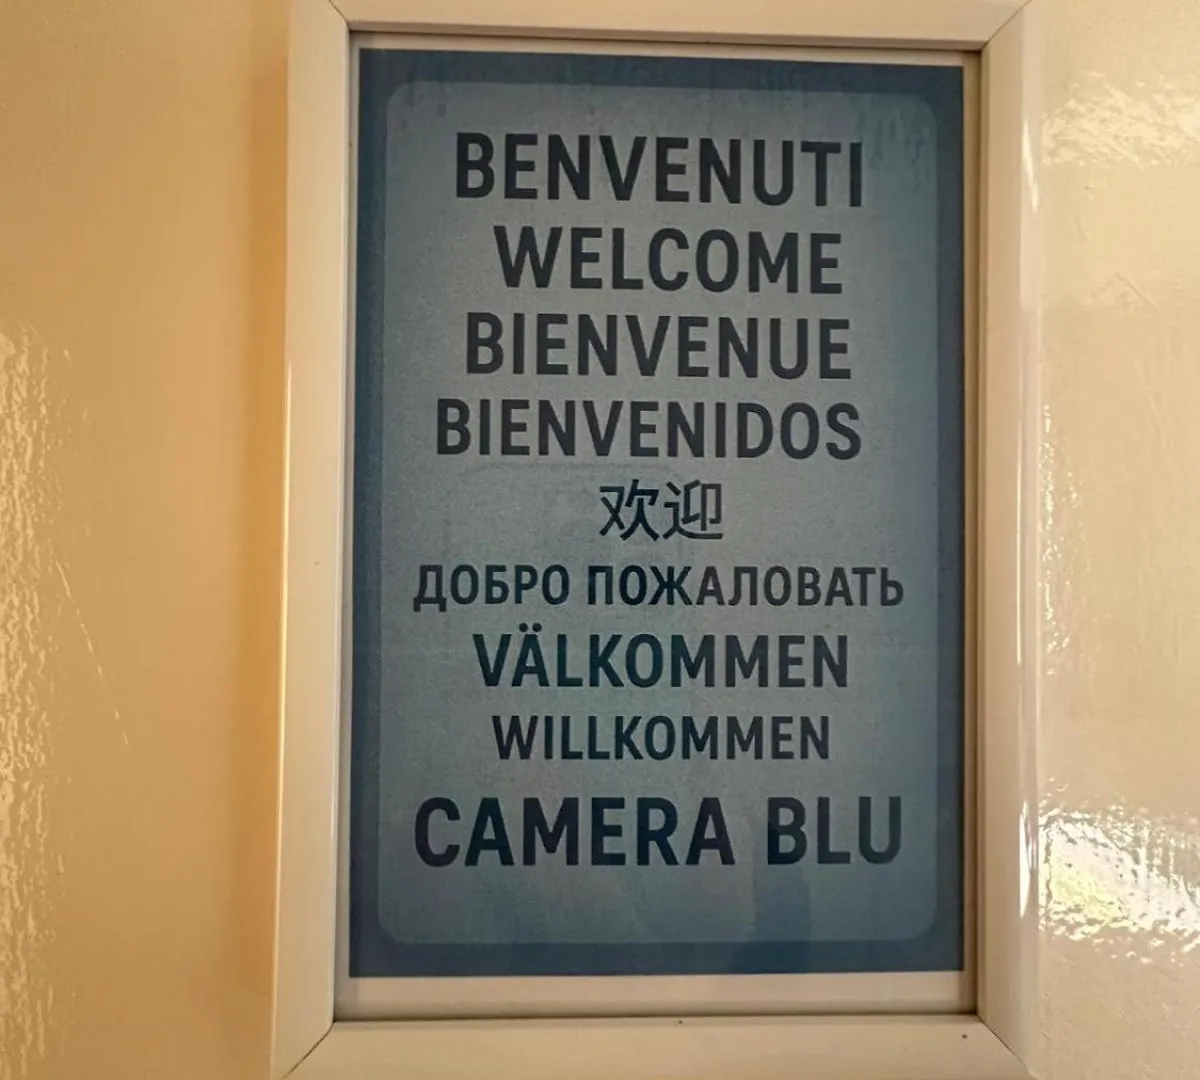 BENVENUTI
WELCOME
BIENVENUE
BIENVENIDOS
欢迎
ДОБРО ПОЖАЛОВАТЬ
VÄLKOMMEN
WILLKOMMEN
CAMERA BLU